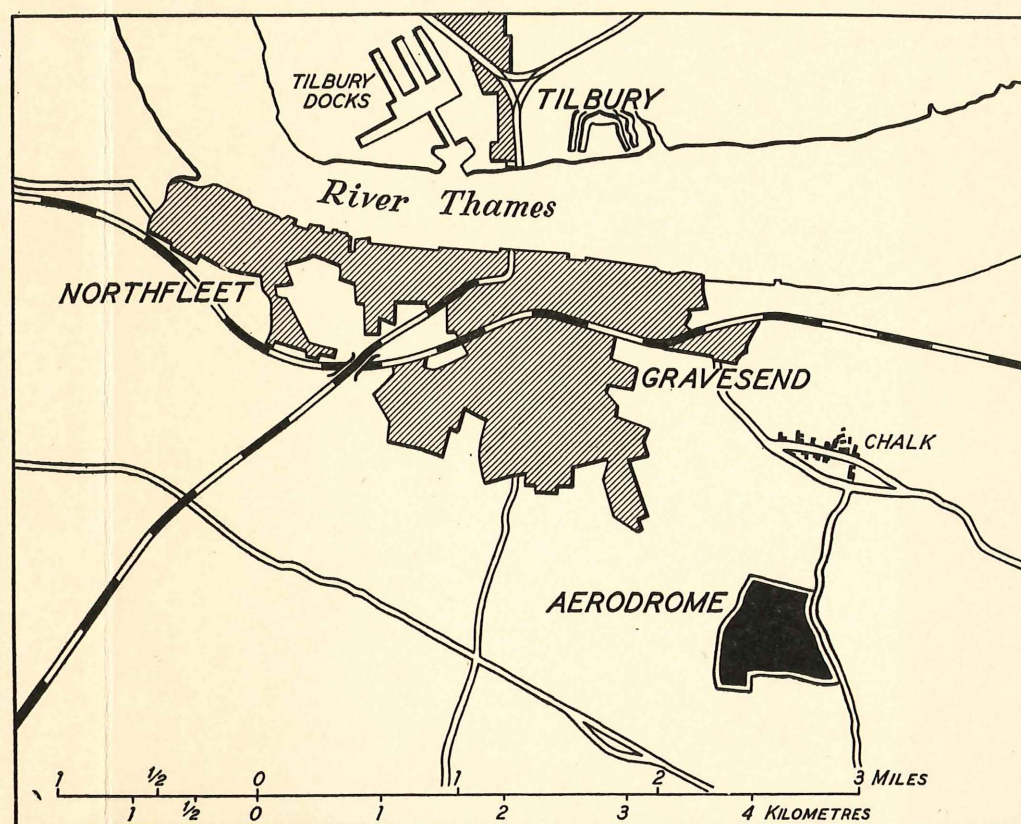 TILBURY
DOCKS
TILBURY
River Thames
NORTHFLEET
GRAVESEND
CHALK
AERODROME
1 ½ 0 1 2 3 MILES
1 ½ 0 1 2 3 4 KILOMETRES